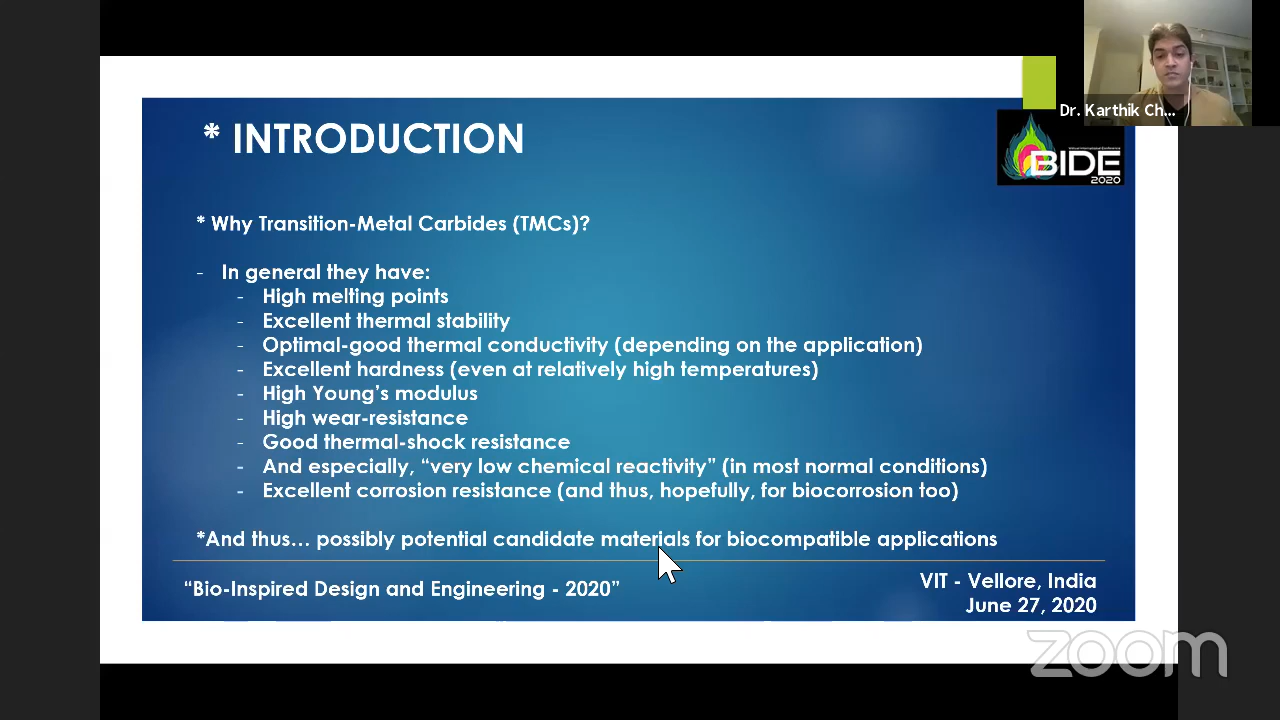 Dr. Karthik Ch...
* INTRODUCTION
BIDE
2020
* Why Transition-Metal Carbides (TMCs)?
- In general they have:
- High melting points
- Excellent thermal stability
- Optimal-good thermal conductivity (depending on the application)
- Excellent hardness (even at relatively high temperatures)
- High Young’s modulus
- High wear-resistance
- Good thermal-shock resistance
- And especially, “very low chemical reactivity” (in most normal conditions)
- Excellent corrosion resistance (and thus, hopefully, for biocorrosion too)
*And thus… possibly potential candidate materials for biocompatible applications
“Bio-Inspired Design and Engineering - 2020”
VIT - Vellore, India
June 27, 2020
zoom